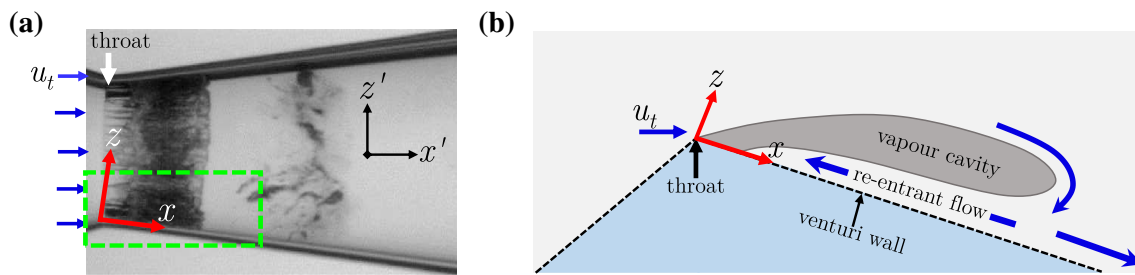 (a)
throat
u_t
z'
x'
z
x
(b)
z
u_t
x
vapour cavity
throat
re-entrant flow
venturi wall